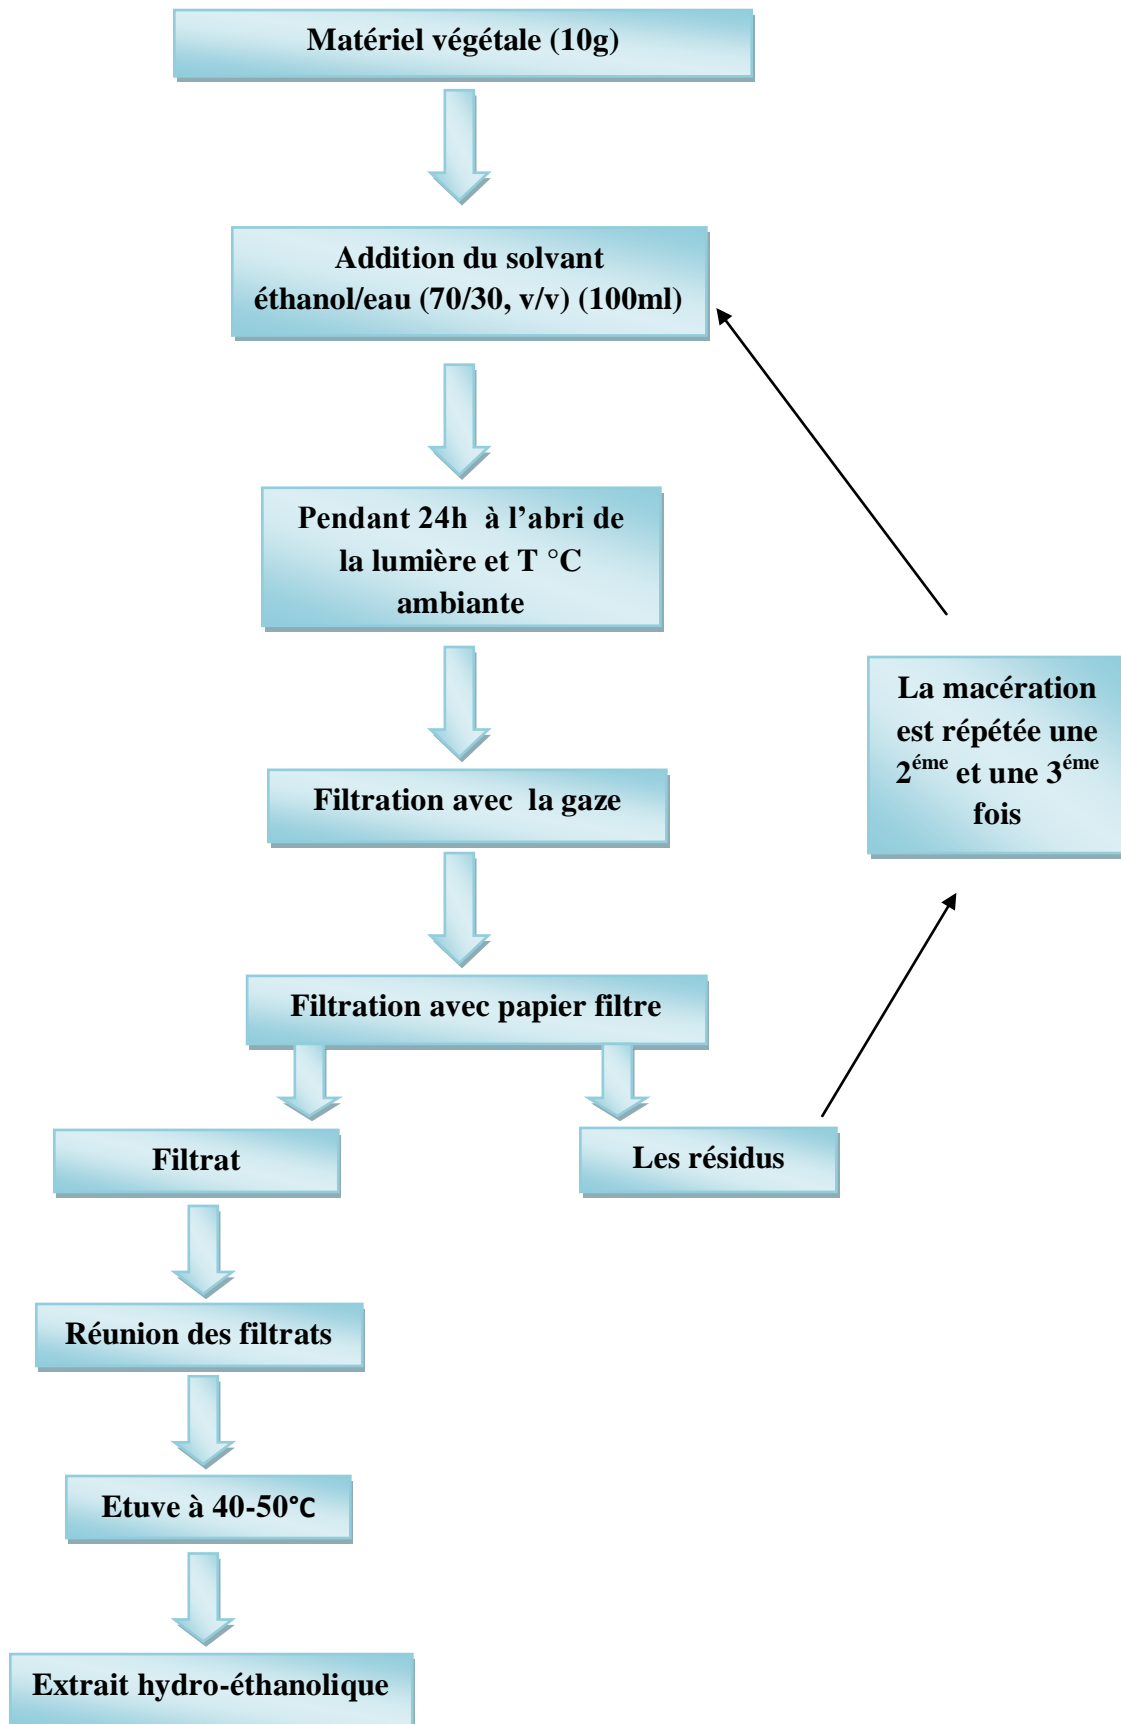 Matériel végétale (10g)
Addition du solvant
éthanol/eau (70/30, v/v) (100ml)
Pendant 24h à l’abri de
la lumière et T °C
ambiante
La macération
est répétée une
2éme et une 3éme
fois
Filtration avec la gaze
Filtration avec papier filtre
Filtrat
Les résidus
Réunion des filtrats
Etuve à 40-50°C
Extrait hydro-éthanolique